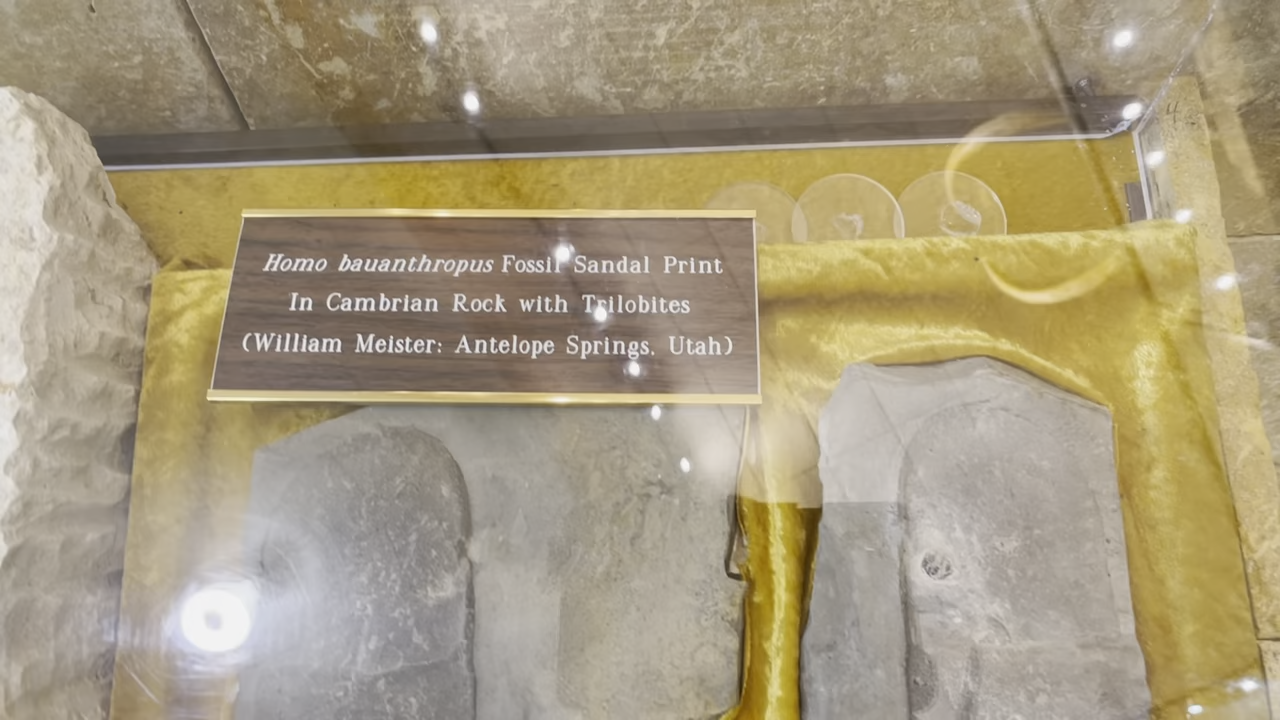 Homo bauanthropus Fossil Sandal Print
In Cambrian Rock with Trilobites
(William Meister: Antelope Springs, Utah)